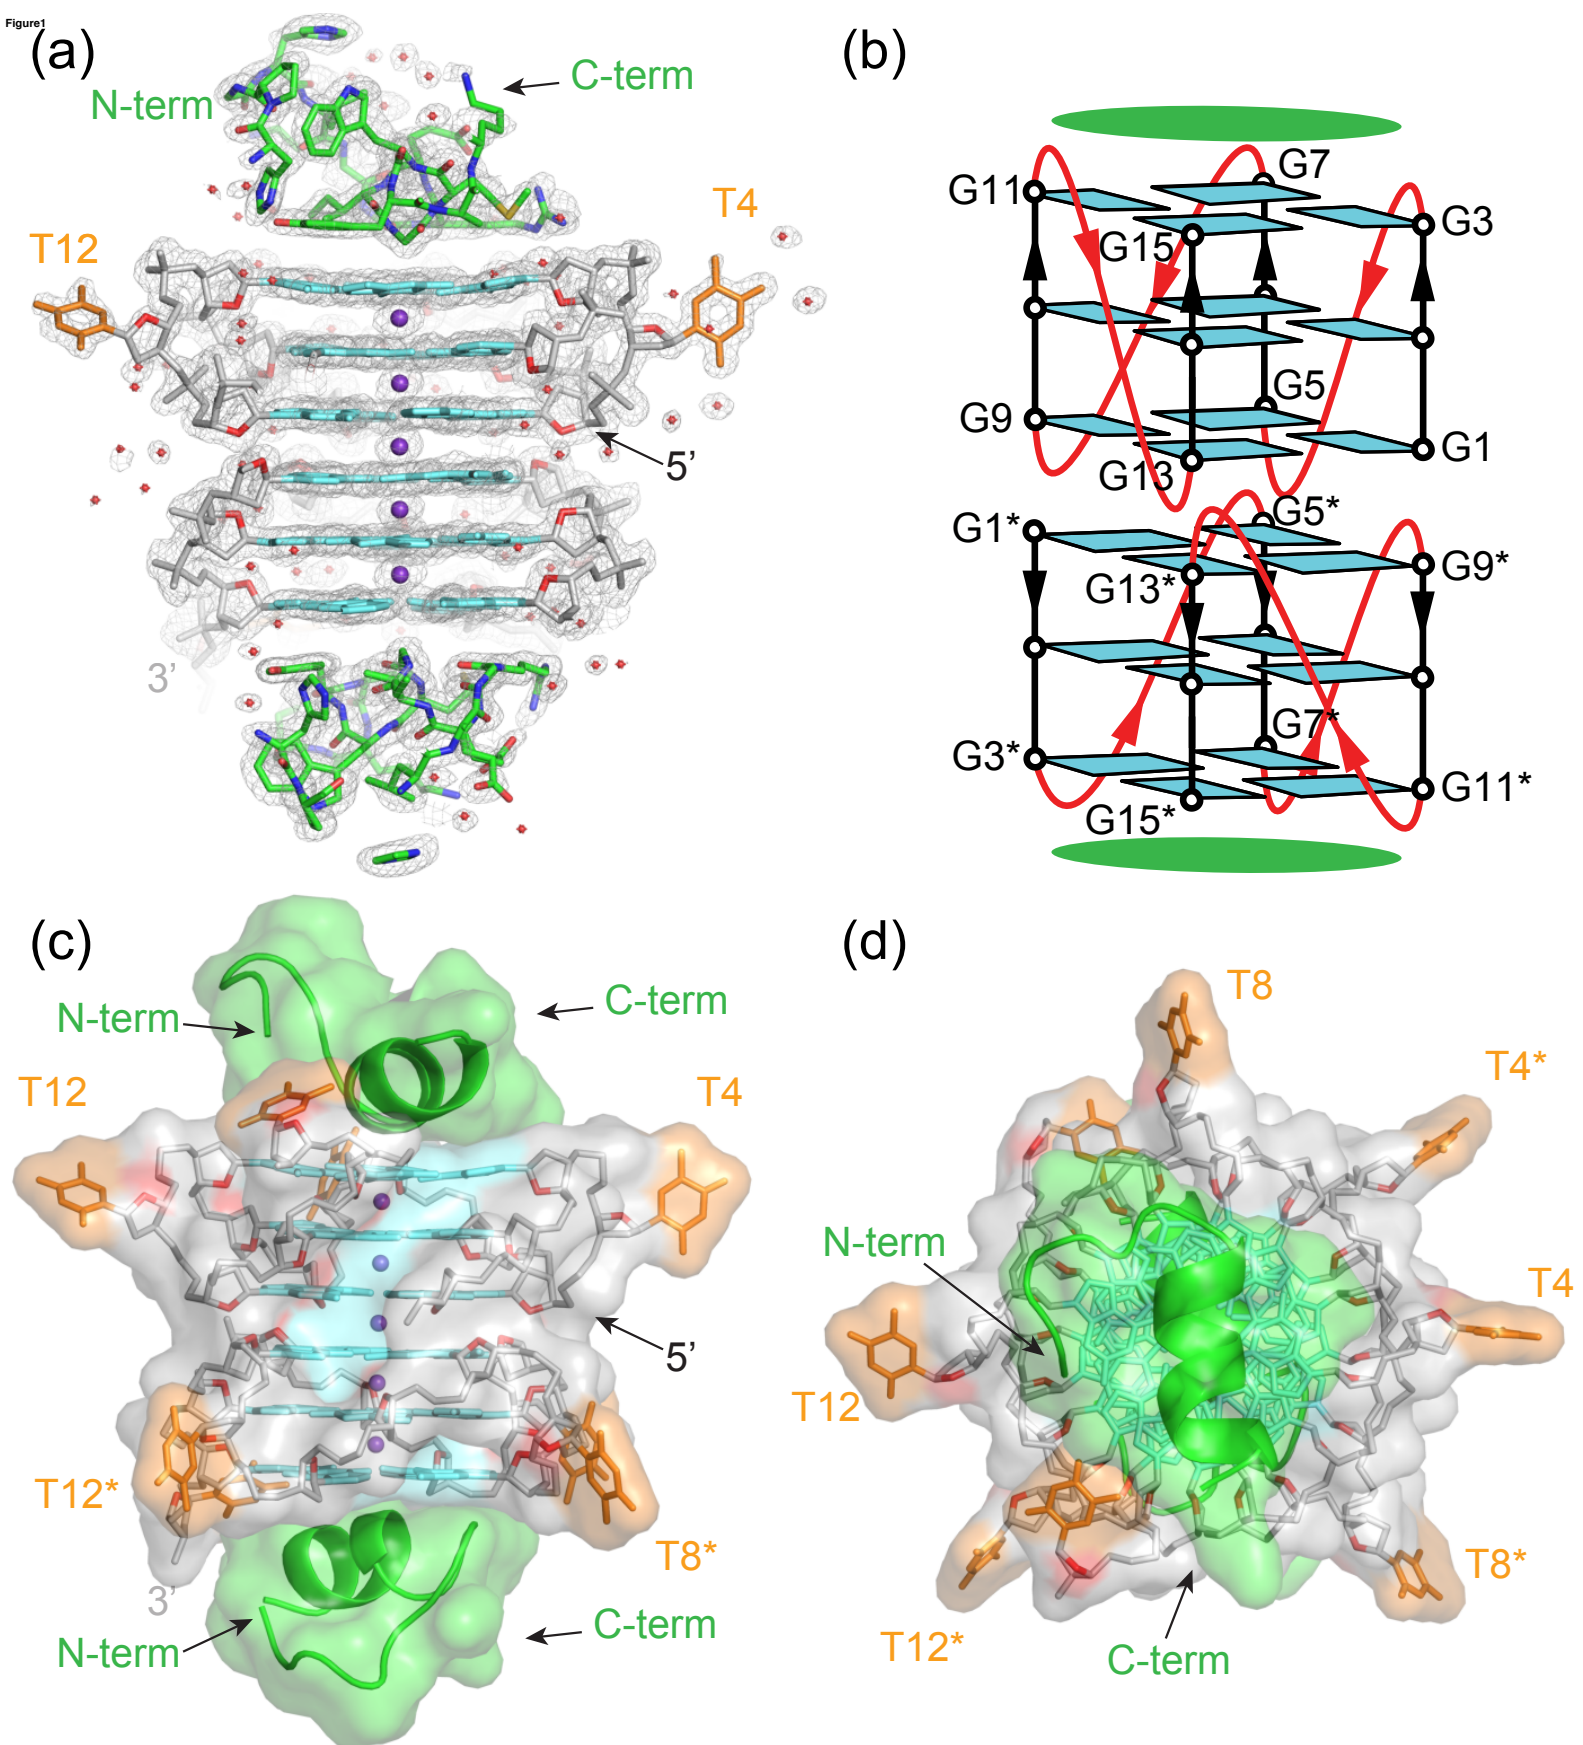 Figure1
(a)
N-term
C-term
T12
T4
5’
3’
(b)
G11
G7
G15
G3
G9
G5
G13
G1
G1*
G5*
G13*
G9*
G3*
G7*
G15*
G11*
(c)
N-term
C-term
T12
T4
5’
T12*
T8*
3’
N-term
C-term
(d)
T8
T4*
N-term
T4
T12
T8*
T12*
C-term